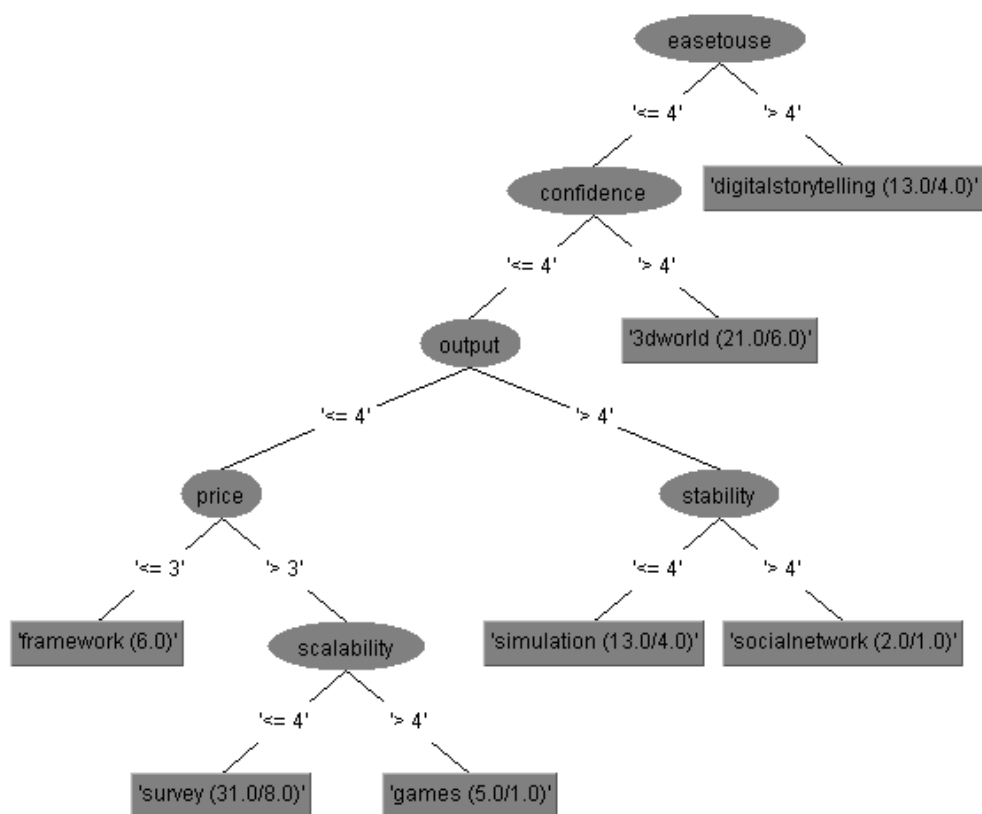 easetouse
'<= 4'
'> 4'
confidence
'digitalstorytelling (13.0/4.0)'
'<= 4'
'> 4'
output
'3dworld (21.0/6.0)'
'<= 4'
'> 4'
price
stability
'<= 3'
'> 3'
'<= 4'
'> 4'
'framework (6.0)'
scalability
'simulation (13.0/4.0)'
'socialnetwork (2.0/1.0)'
'<= 4'
'> 4'
'survey (31.0/8.0)'
'games (5.0/1.0)'